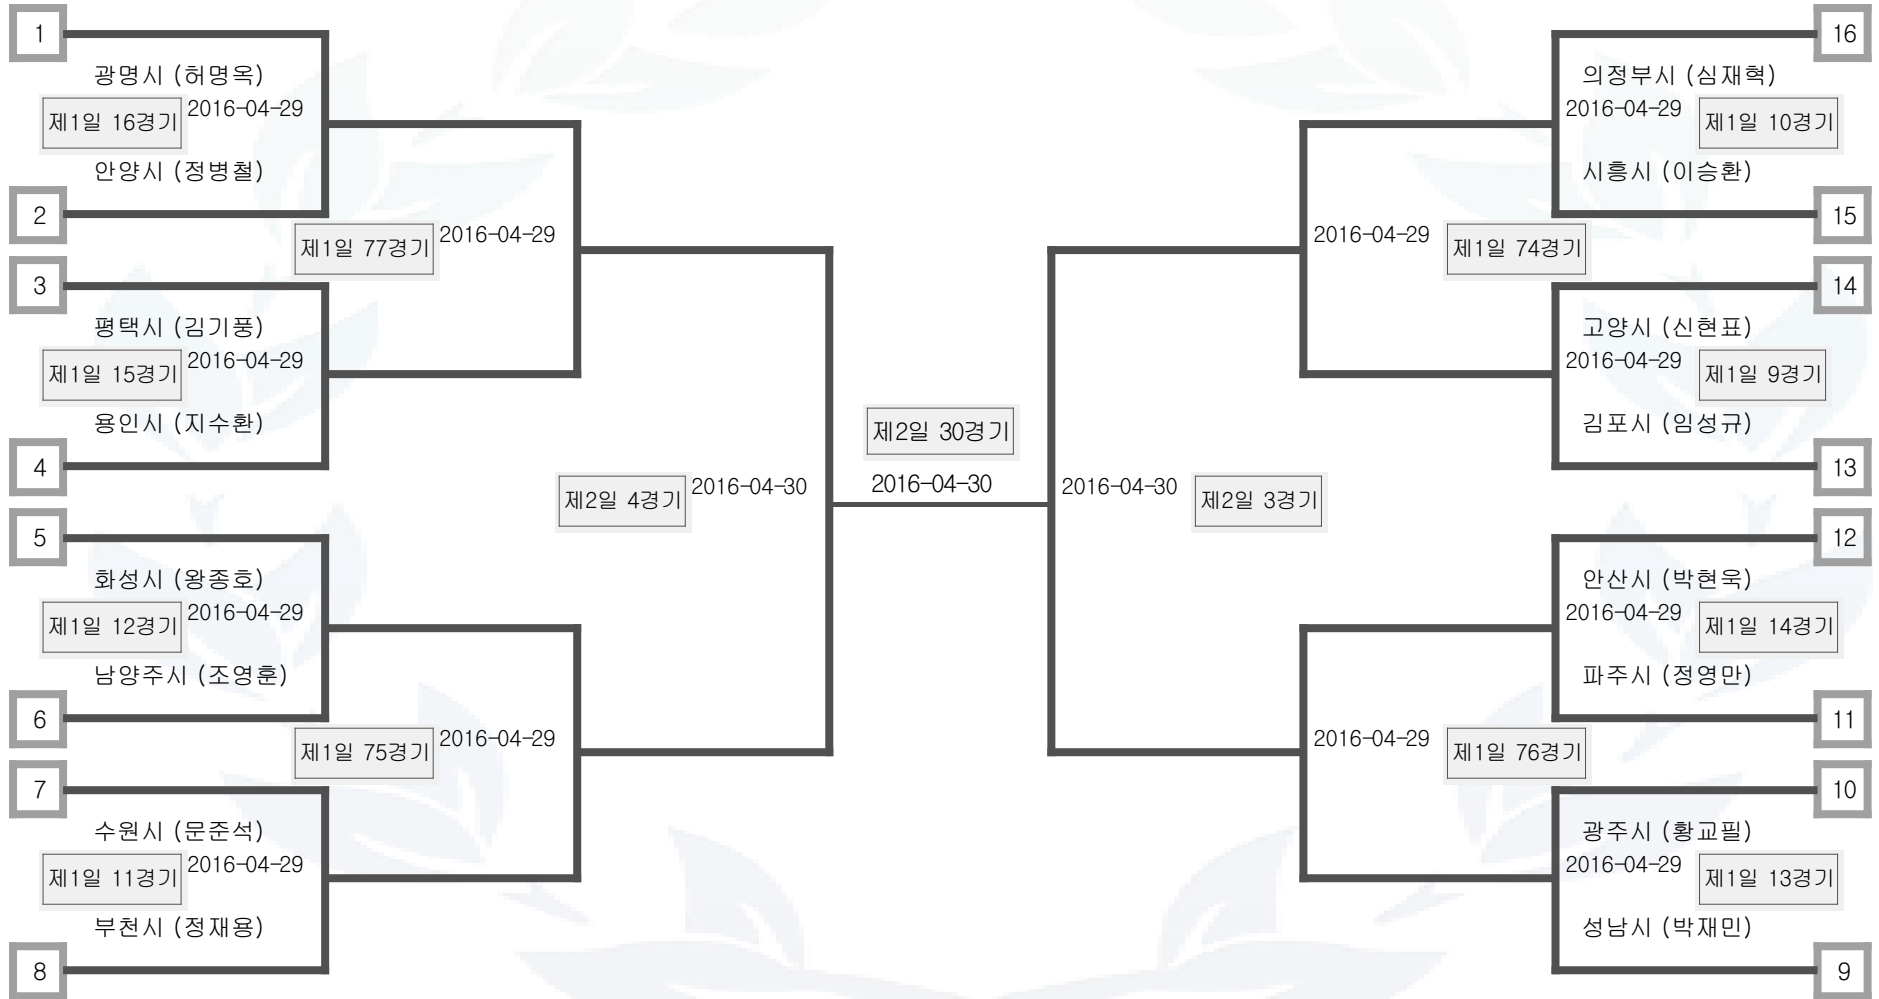 1
광명시 (허명옥)
2016-04-29
제1일 16경기
안양시 (정병철)
2
제1일 77경기
2016-04-29
3
평택시 (김기풍)
2016-04-29
제1일 15경기
용인시 (지수환)
4
제2일 4경기
2016-04-30
5
화성시 (왕종호)
2016-04-29
제1일 12경기
남양주시 (조영훈)
6
제1일 75경기
2016-04-29
7
수원시 (문준석)
2016-04-29
제1일 11경기
부천시 (정재용)
8
제2일 30경기
2016-04-30
16
의정부시 (심재혁)
2016-04-29
제1일 10경기
시흥시 (이승환)
15
2016-04-29
제1일 74경기
14
고양시 (신현표)
2016-04-29
제1일 9경기
김포시 (임성규)
13
2016-04-30
제2일 3경기
12
안산시 (박현욱)
2016-04-29
제1일 14경기
파주시 (정영만)
11
2016-04-29
제1일 76경기
10
광주시 (황교필)
2016-04-29
제1일 13경기
성남시 (박재민)
9